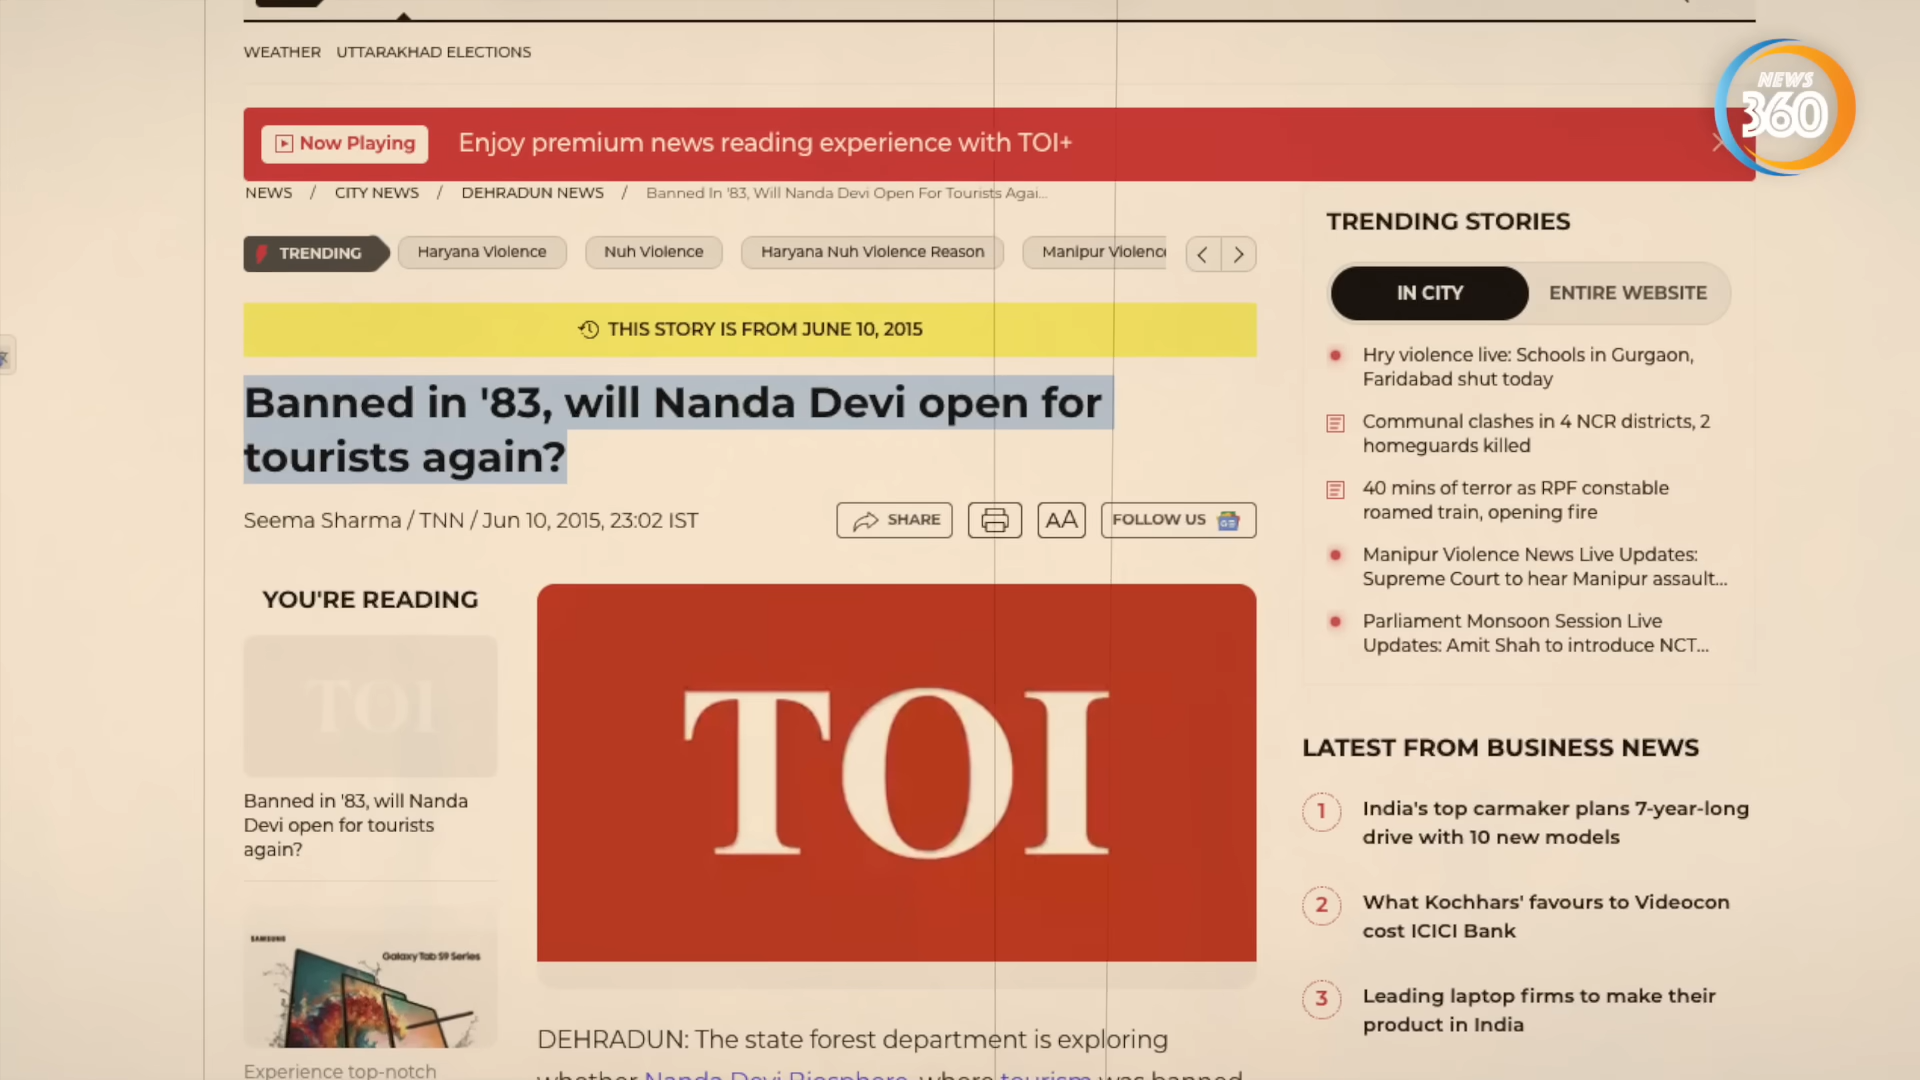 WEATHER UTTARAKHAND ELECTIONS
NEWS
360
Now Playing Enjoy premium news reading experience with TOI+
NEWS / CITY NEWS / DEHRADUN NEWS / Banned In '83, Will Nanda Devi Open For Tourists Agai...
TRENDING Haryana Violence Nuh Violence Haryana Nuh Violence Reason Manipur Violence
THIS STORY IS FROM JUNE 10, 2015
Banned in '83, will Nanda Devi open for
tourists again?
Seema Sharma / TNN / Jun 10, 2015, 23:02 IST
SHARE AA FOLLOW US
YOU'RE READING
TOI
Banned in '83, will Nanda
Devi open for tourists
again?
SAMSUNG
Galaxy Tab S9 Series
Experience top-notch
TOI
DEHRADUN: The state forest department is exploring
whether Nanda Devi Biosphere, where tourism was banned
TRENDING STORIES
IN CITY ENTIRE WEBSITE
Hry violence live: Schools in Gurgaon,
Faridabad shut today
Communal clashes in 4 NCR districts, 2
homeguards killed
40 mins of terror as RPF constable
roamed train, opening fire
Manipur Violence News Live Updates:
Supreme Court to hear Manipur assault...
Parliament Monsoon Session Live
Updates: Amit Shah to introduce NCT...
LATEST FROM BUSINESS NEWS
1 India's top carmaker plans 7-year-long
drive with 10 new models
2 What Kochhars' favours to Videocon
cost ICICI Bank
3 Leading laptop firms to make their
product in India